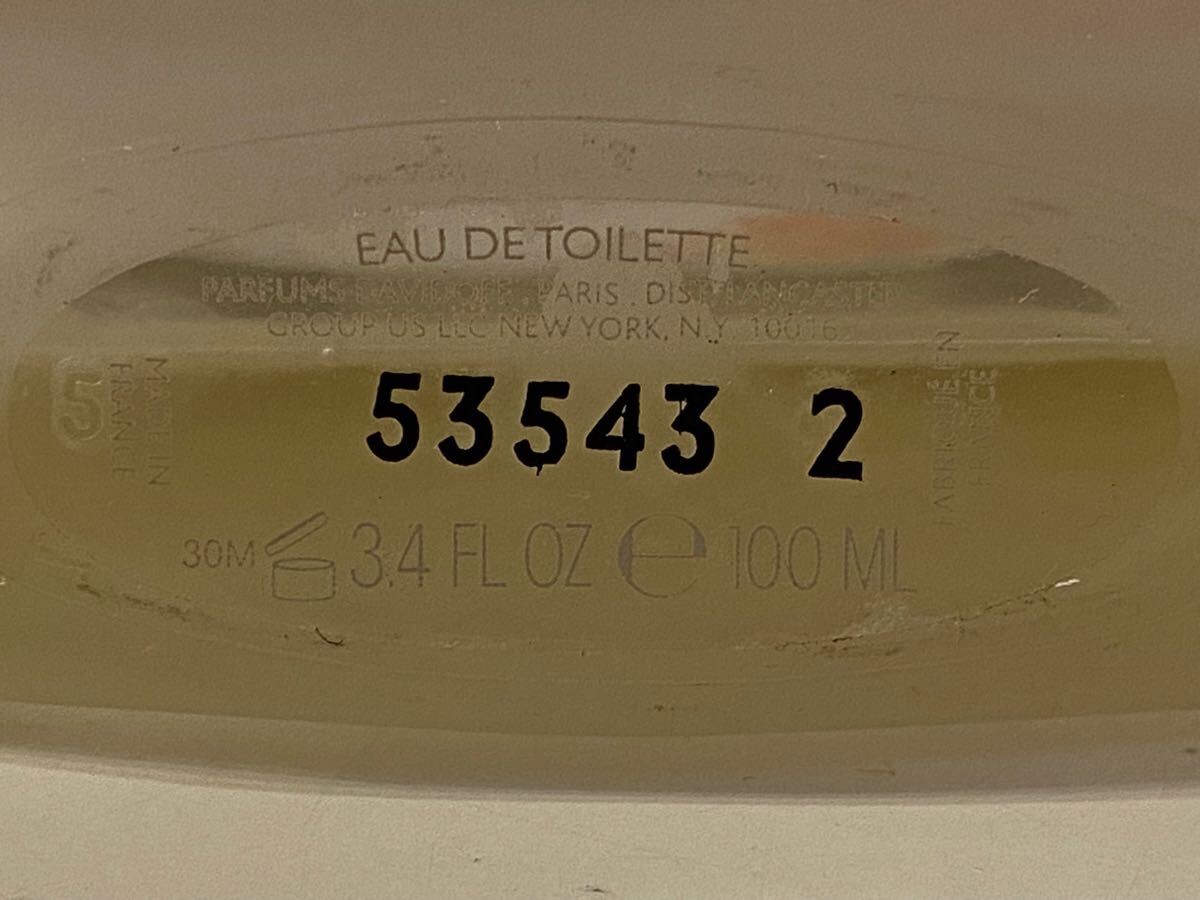 EAU DE TOILETTE
PARFUMS DAVIDOFF . PARIS . DIST. LANCASTER
GROUP US LLC NEW YORK, N.Y. 10016
5
MADE IN
FRANCE
53543 2
FABRIQUÉ EN
FRANCE
30M 3.4 FL OZ e 100 ML